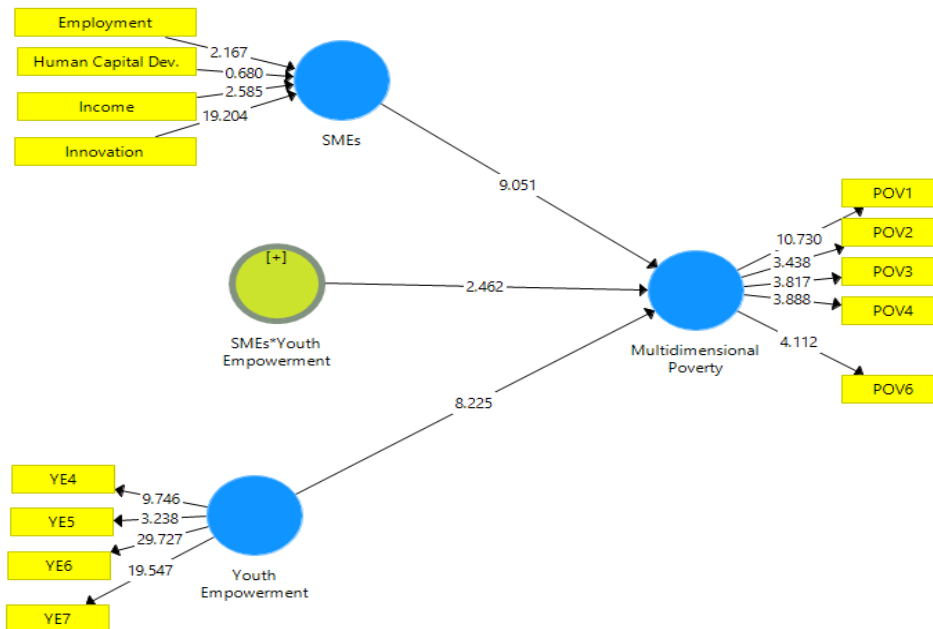 Employment
2.167
Human Capital Dev.
0.680
Income
2.585
Innovation
19.204
SMEs
9.051
[+]
SMEs*Youth
Empowerment
2.462
Multidimensional
Poverty
POV1
10.730
POV2
3.438
POV3
3.817
POV4
3.888
4.112
POV6
8.225
YE4
9.746
YE5
3.238
YE6
29.727
YE7
19.547
Youth
Empowerment